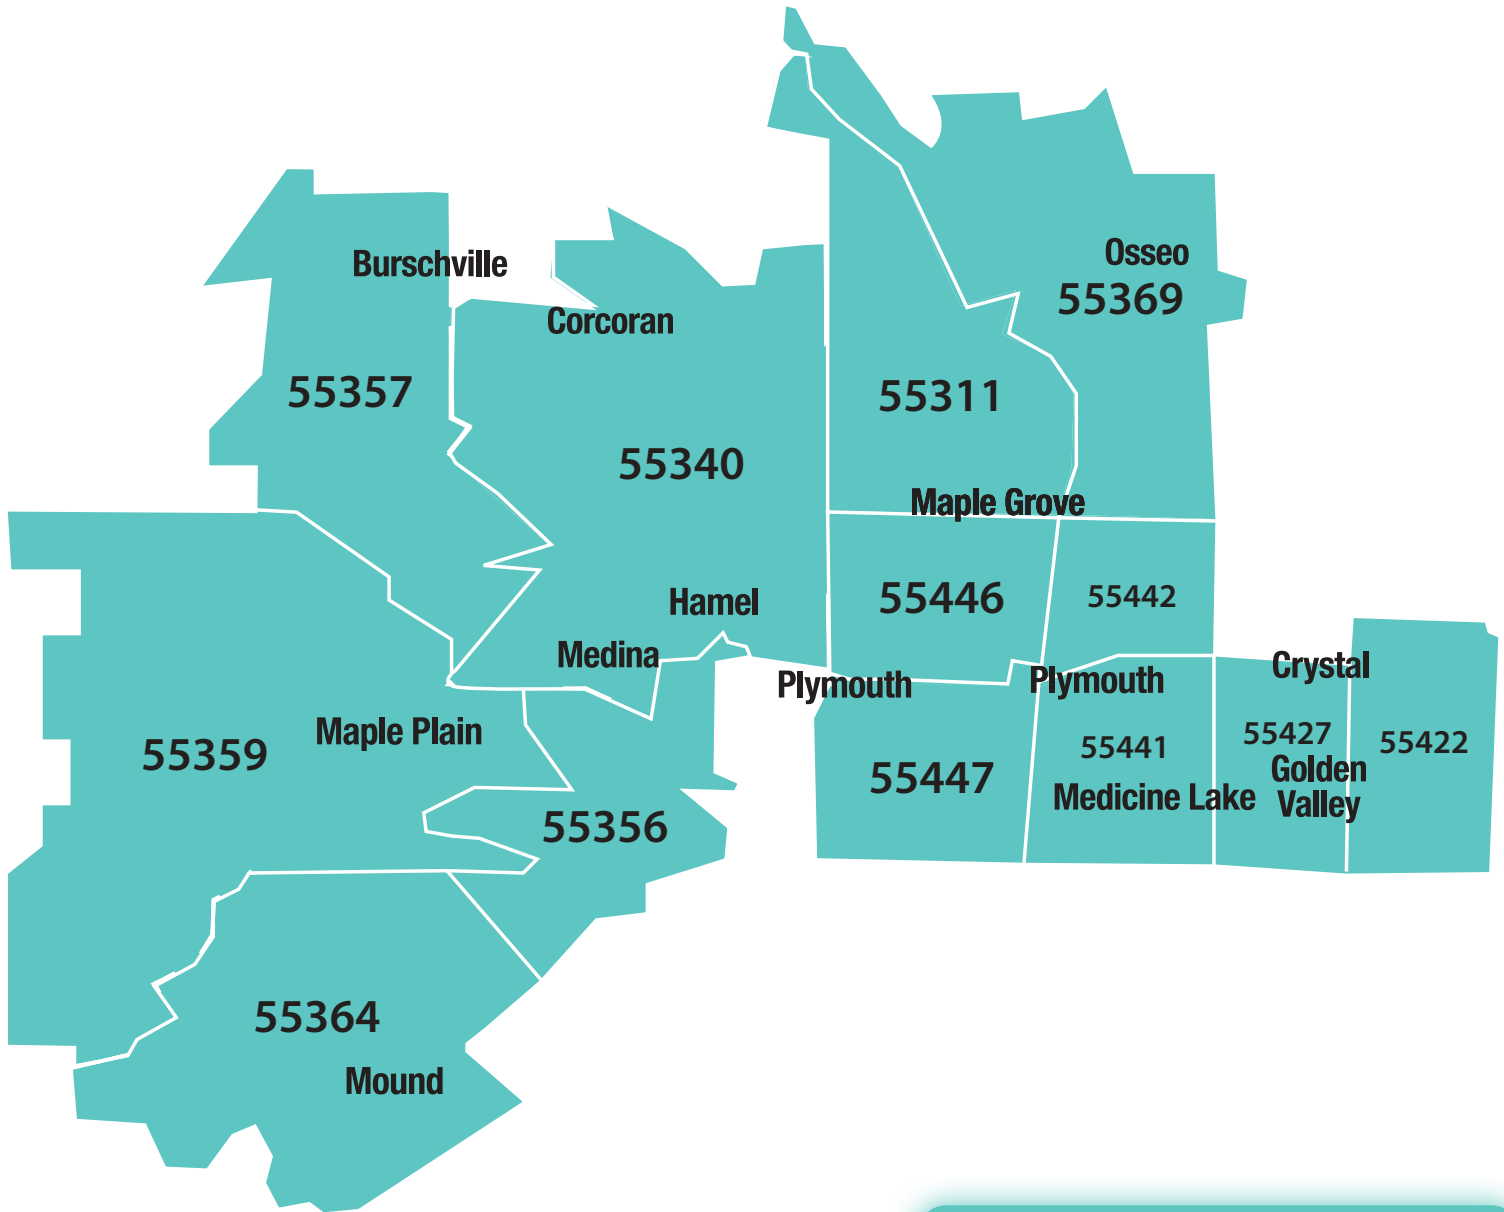 Osseo
55369
Burschville
Corcoran
55357
55311
55340
Maple Grove
55446
55442
Hamel
Medina
Plymouth
Plymouth
Crystal
Maple Plain
55359
55447
55441
55427
55422
Medicine Lake
Golden
Valley
55356
55364
Mound